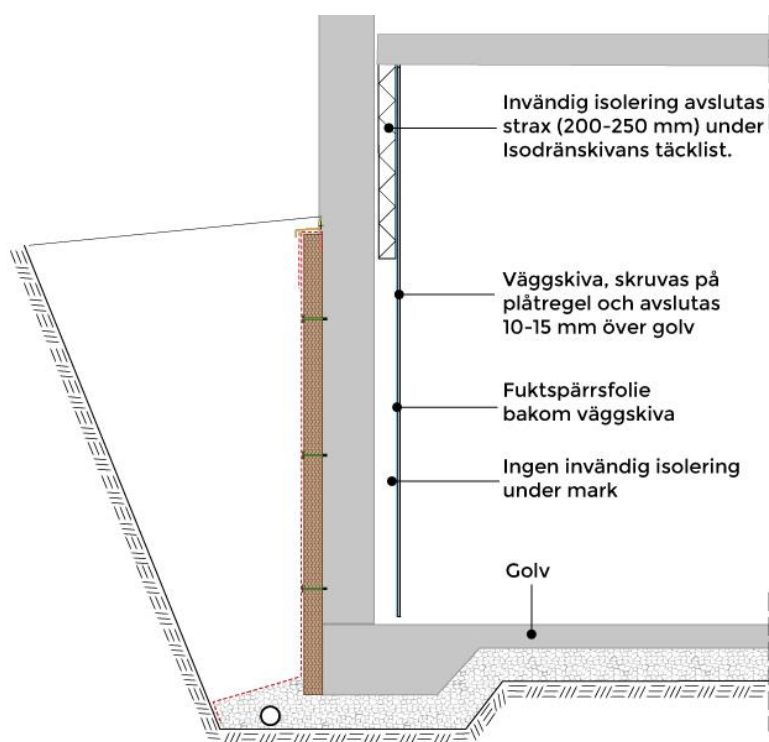 Invändig isolering avslutas
strax (200-250 mm) under
Isodränskivans täcklist.
Väggskiva, skruvas på
plåtregel och avslutas
10-15 mm över golv
Fuktspärrsfolie
bakom väggskiva
Ingen invändig isolering
under mark
Golv